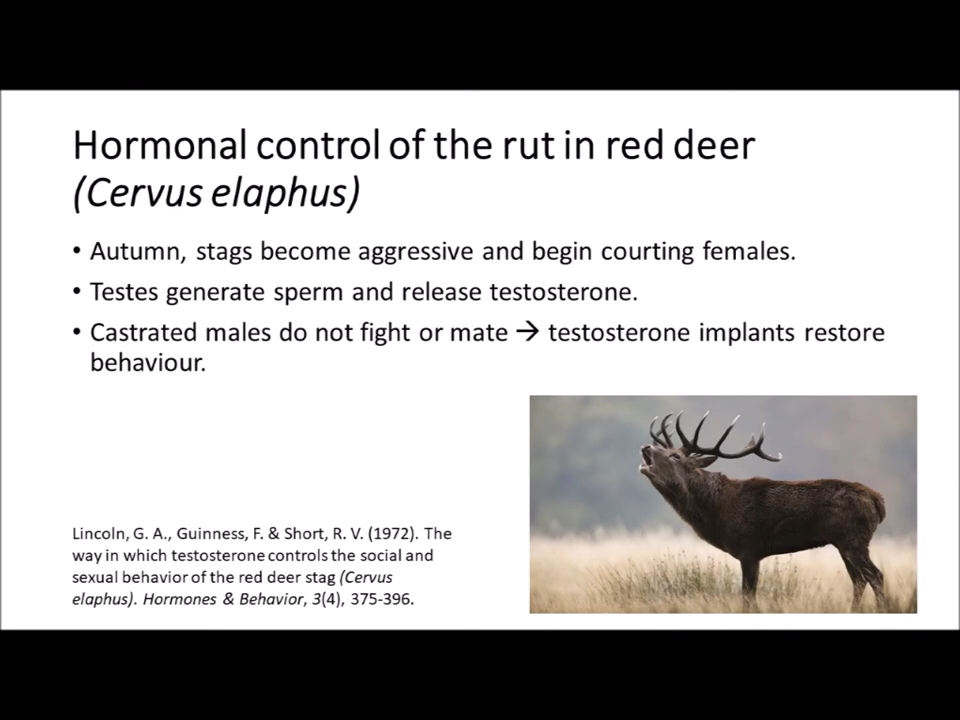 Hormonal control of the rut in red deer
(Cervus elaphus)
• Autumn, stags become aggressive and begin courting females.
• Testes generate sperm and release testosterone.
• Castrated males do not fight or mate → testosterone implants restore
behaviour.
Lincoln, G. A., Guinness, F. & Short, R. V. (1972). The
way in which testosterone controls the social and
sexual behavior of the red deer stag (Cervus
elaphus). Hormones & Behavior, 3(4), 375-396.